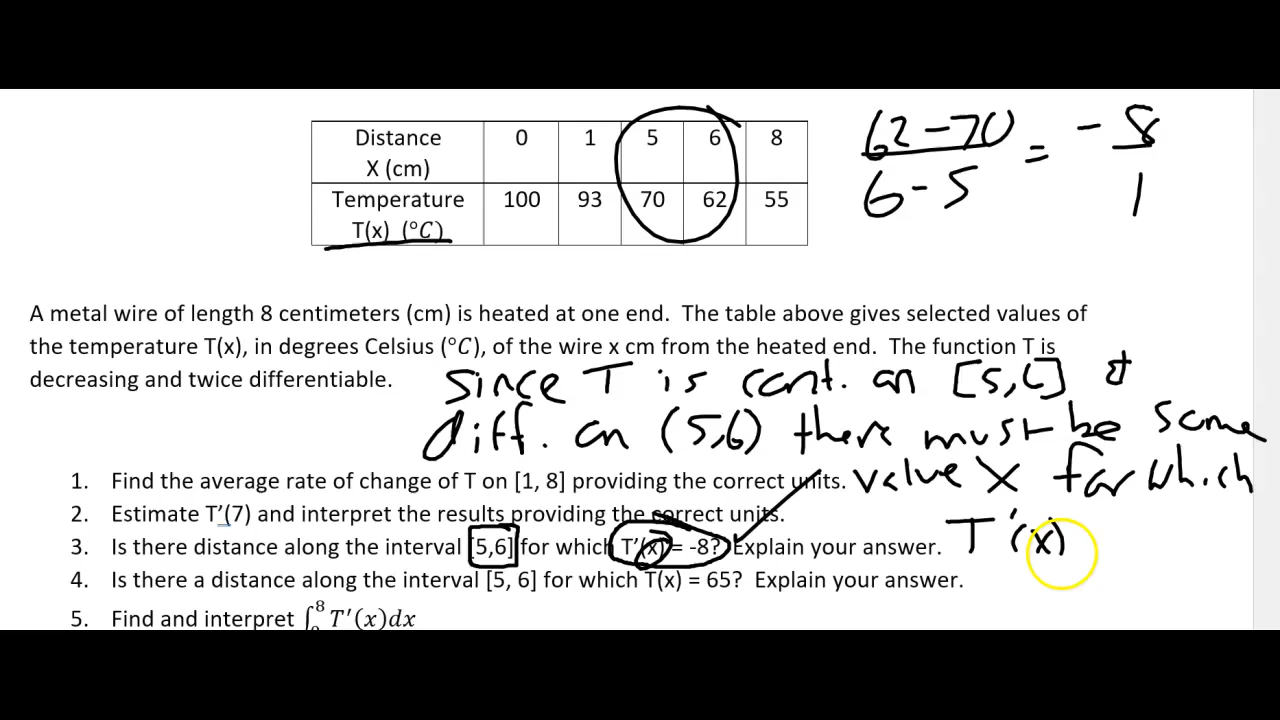 Distance X (cm) 0 1 5 6 8
Temperature T(x) (°C) 100 93 70 62 55
62-70 / 6-5 = -8 / 1
A metal wire of length 8 centimeters (cm) is heated at one end. The table above gives selected values of
the temperature T(x), in degrees Celsius (°C), of the wire x cm from the heated end. The function T is
decreasing and twice differentiable.
since T is cont. on [5,6] &
diff. on (5,6) there must be some
value X for which
T'(x)
1. Find the average rate of change of T on [1, 8] providing the correct units.
2. Estimate T'(7) and interpret the results providing the correct units.
3. Is there distance along the interval [5,6] for which T'(x) = -8? Explain your answer.
4. Is there a distance along the interval [5, 6] for which T(x) = 65? Explain your answer.
5. Find and interpret ∫₀⁸ T'(x)dx